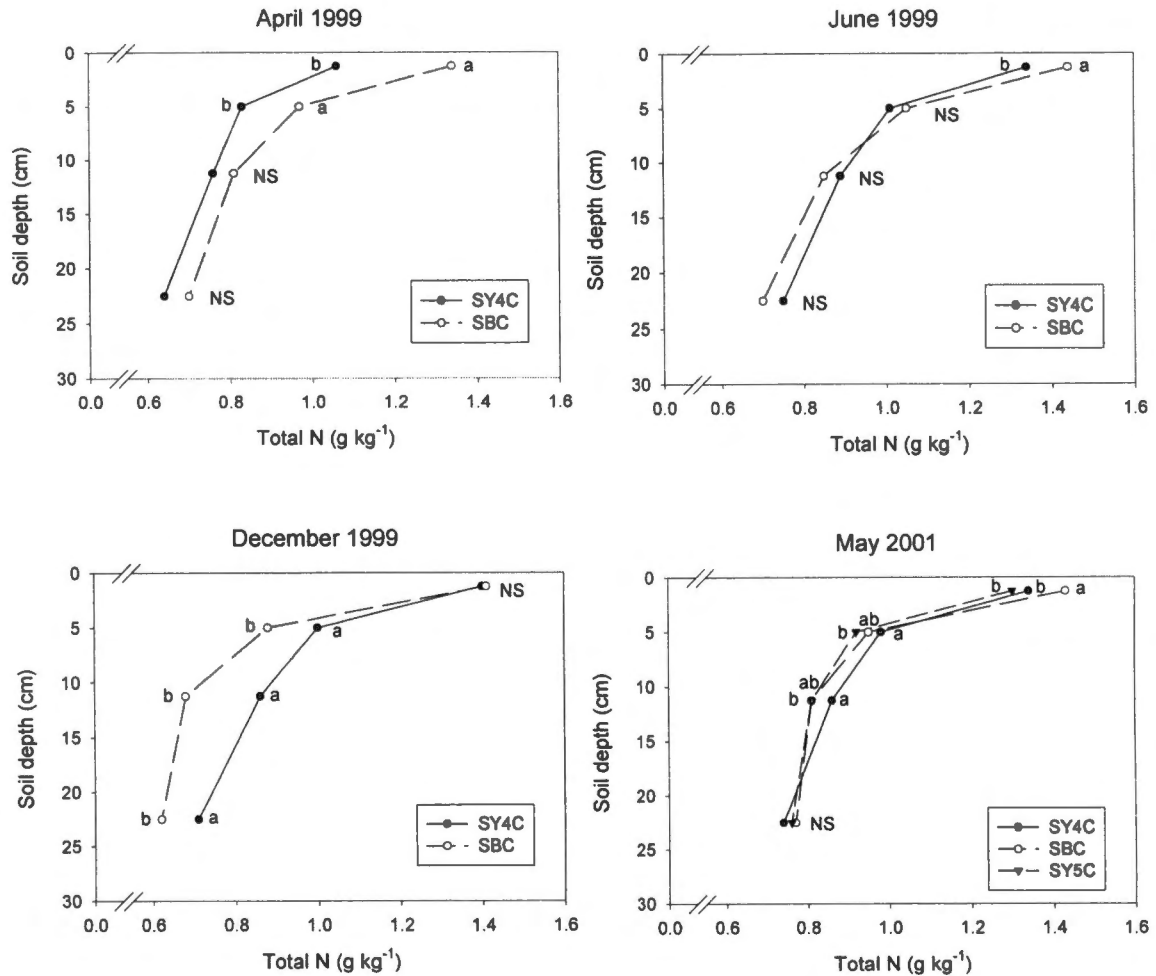 April 1999
0
b
a
5
b
a
10
NS
15
20
NS
25
30
Soil depth (cm)
SY4C
SBC
0.0 0.6 0.8 1.0 1.2 1.4 1.6
Total N (g kg-1)
June 1999
0
b
a
5
NS
10
NS
15
20
NS
25
30
Soil depth (cm)
SY4C
SBC
0.0 0.6 0.8 1.0 1.2 1.4 1.6
Total N (g kg-1)
December 1999
0
NS
5
b
a
10
b
a
15
20
b
a
25
30
Soil depth (cm)
SY4C
SBC
0.0 0.6 0.8 1.0 1.2 1.4 1.6
Total N (g kg-1)
May 2001
0
b
b
a
ab
5
b
a
ab
10
b
a
15
20
NS
25
30
Soil depth (cm)
SY4C
SBC
SY5C
0.0 0.6 0.8 1.0 1.2 1.4 1.6
Total N (g kg-1)